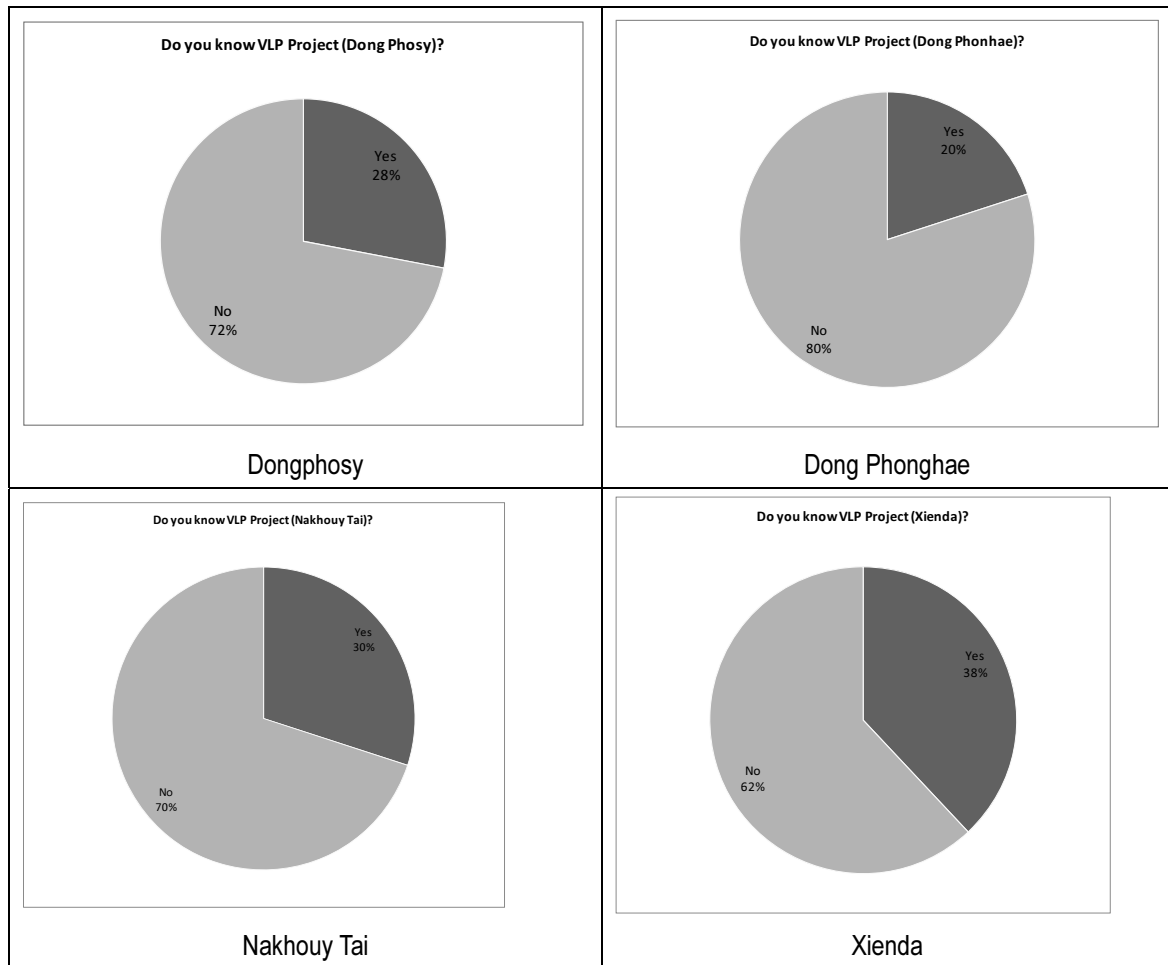 Do you know VLP Project (Dong Phosy)?
Yes
28%
No
72%
Dongphosy
Do you know VLP Project (Dong Phonhae)?
Yes
20%
No
80%
Dong Phonghae
Do you know VLP Project (Nakhouy Tai)?
Yes
30%
No
70%
Nakhouy Tai
Do you know VLP Project (Xienda)?
Yes
38%
No
62%
Xienda